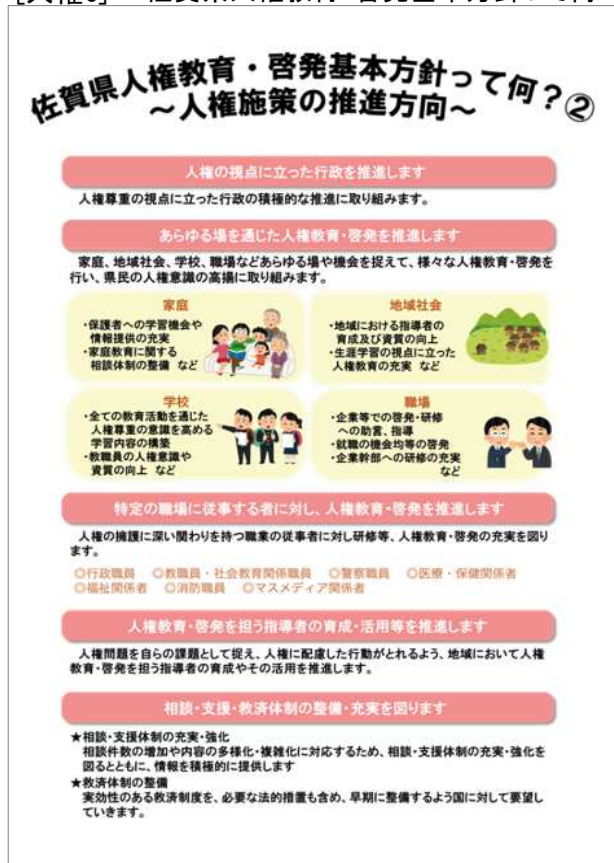 佐賀県人権教育・啓発基本方針って何？②
～人権施策の推進方向～
人権の視点に立った行政を推進します
人権尊重の視点に立った行政の積極的な推進に取り組みます。
あらゆる場を通じた人権教育・啓発を推進します
家庭、地域社会、学校、職場などあらゆる場や機会を捉えて、様々な人権教育・啓発を
行い、県民の人権意識の高揚に取り組みます。
家庭
・保護者への学習機会や
情報提供の充実
・家庭教育に関する
相談体制の整備 など
地域社会
・地域における指導者の
育成及び資質の向上
・生涯学習の視点に立った
人権教育の充実 など
学校
・全ての教育活動を通じた
人権尊重の意識を高める
学習内容の構築
・教職員の人権意識や
資質の向上 など
職場
・企業等での啓発・研修
への助言、指導
・就職の機会均等の啓発
・企業幹部への研修の充実
など
特定の職場に従事する者に対し、人権教育・啓発を推進します
人権の擁護に深い関わりを持つ職業の従事者に対し研修等、人権教育・啓発の充実を図り
ます。
◎行政職員 ◎教職員・社会教育関係職員 ◎警察職員 ◎医療・保健関係者
◎福祉関係者 ◎消防職員 ◎マスメディア関係者
人権教育・啓発を担う指導者の育成・活用等を推進します
人権問題を自らの課題として捉え、人権に配慮した行動がとれるよう、地域において人権
教育・啓発を担う指導者の育成やその活用を推進します。
相談・支援・救済体制の整備・充実を図ります
★相談・支援体制の充実・強化
相談件数の増加や内容の多様化・複雑化に対応するため、相談・支援体制の充実・強化を
図るとともに、情報を積極的に提供します
★救済体制の整備
実効性のある救済制度を、必要な法的措置も含め、早期に整備するよう国に対して要望し
ていきます。